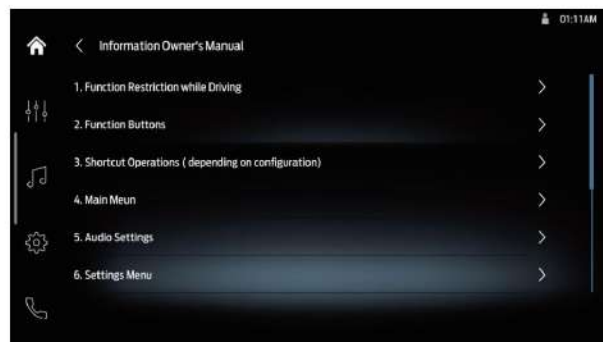 01:11AM
Information Owner's Manual
1. Function Restriction while Driving
2. Function Buttons
3. Shortcut Operations ( depending on configuration)
4. Main Meun
5. Audio Settings
6. Settings Menu